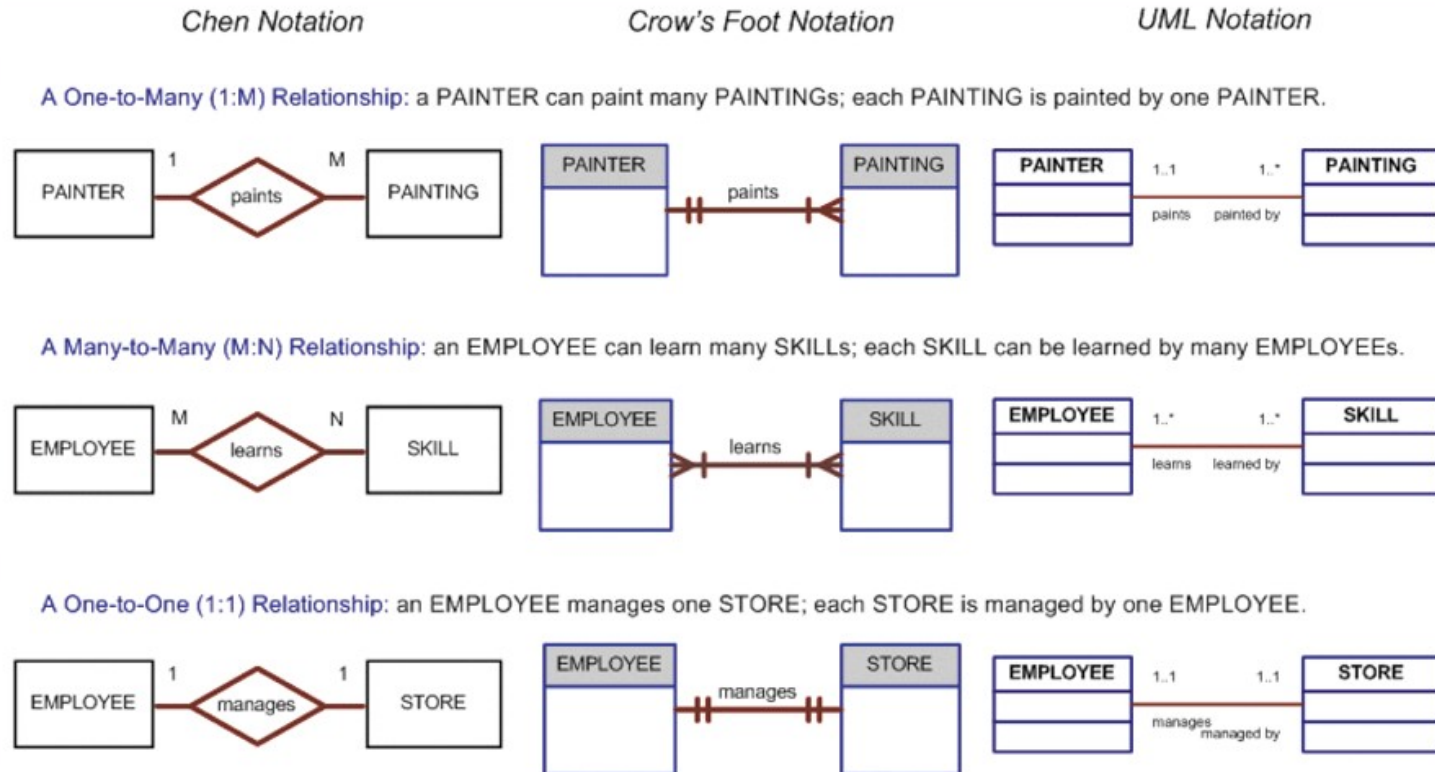 Chen Notation
Crow's Foot Notation
UML Notation
A One-to-Many (1:M) Relationship: a PAINTER can paint many PAINTINGs; each PAINTING is painted by one PAINTER.
PAINTER
1
paints
M
PAINTING
PAINTER
paints
PAINTING
PAINTER
1..1
1..*
paints
painted by
PAINTING
A Many-to-Many (M:N) Relationship: an EMPLOYEE can learn many SKILLs; each SKILL can be learned by many EMPLOYEEs.
EMPLOYEE
M
learns
N
SKILL
EMPLOYEE
learns
SKILL
EMPLOYEE
1..*
1..*
learns
learned by
SKILL
A One-to-One (1:1) Relationship: an EMPLOYEE manages one STORE; each STORE is managed by one EMPLOYEE.
EMPLOYEE
1
manages
1
STORE
EMPLOYEE
manages
STORE
EMPLOYEE
1..1
1..1
manages
managed by
STORE